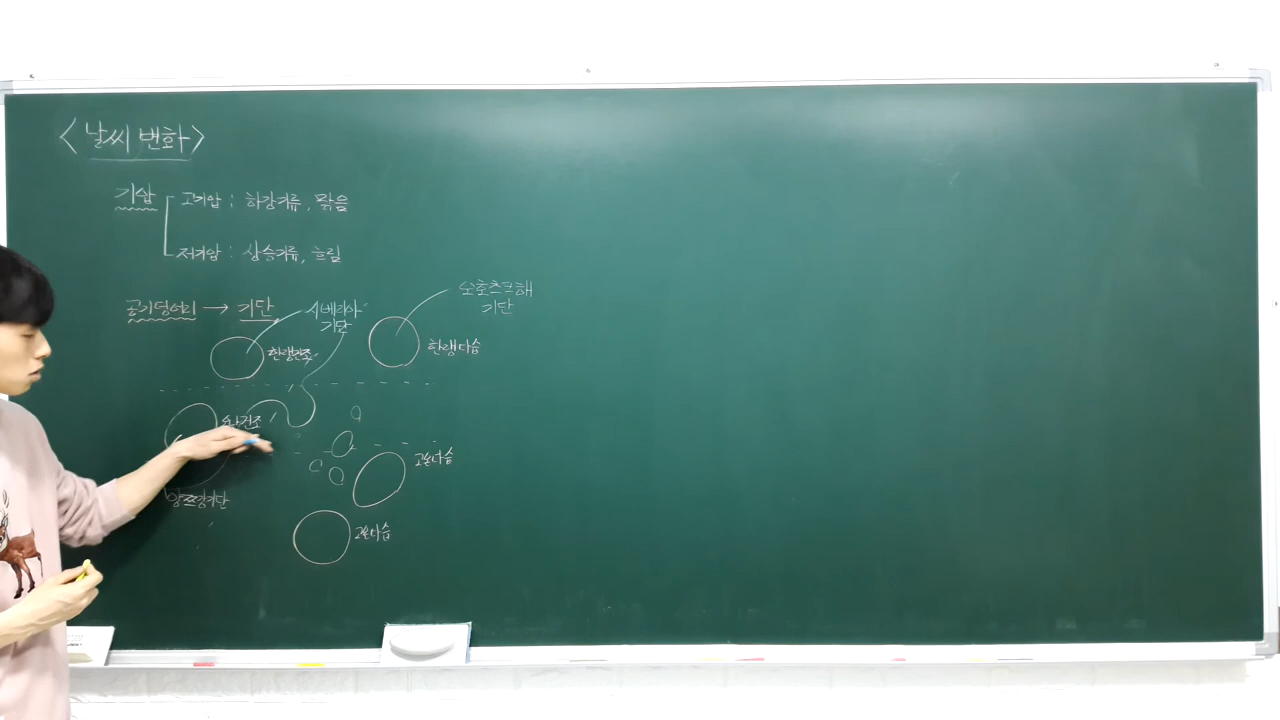 <날씨 변화>
기압
고기압 : 하강기류, 맑음
저기압 : 상승기류, 흐림
공기덩어리 → 기단
시베리아
기단
오호츠크해
기단
한랭건조
한랭다습
온난건조
고온다습
양쯔강기단
고온다습